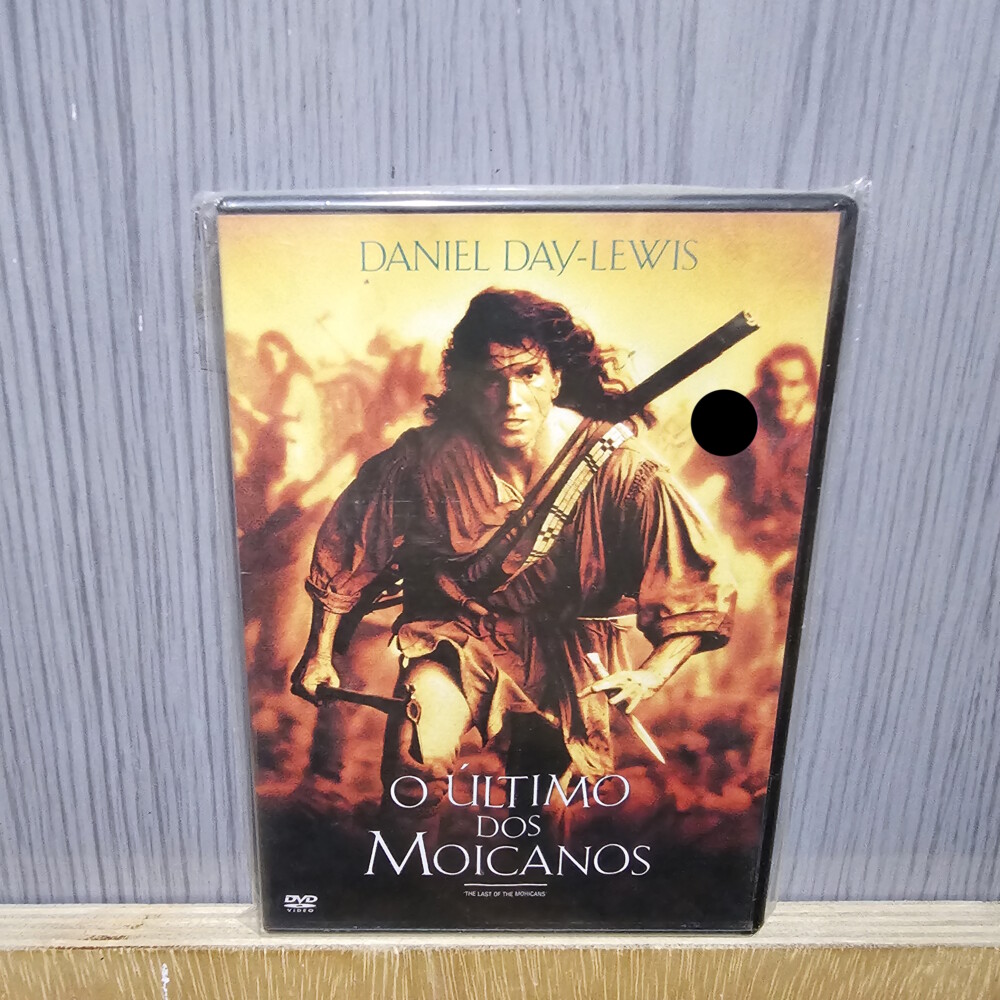 DANIEL DAY-LEWIS
O ÚLTIMO
DOS
MOICANOS
'THE LAST OF THE MOHICANS'
DVD
VIDEO